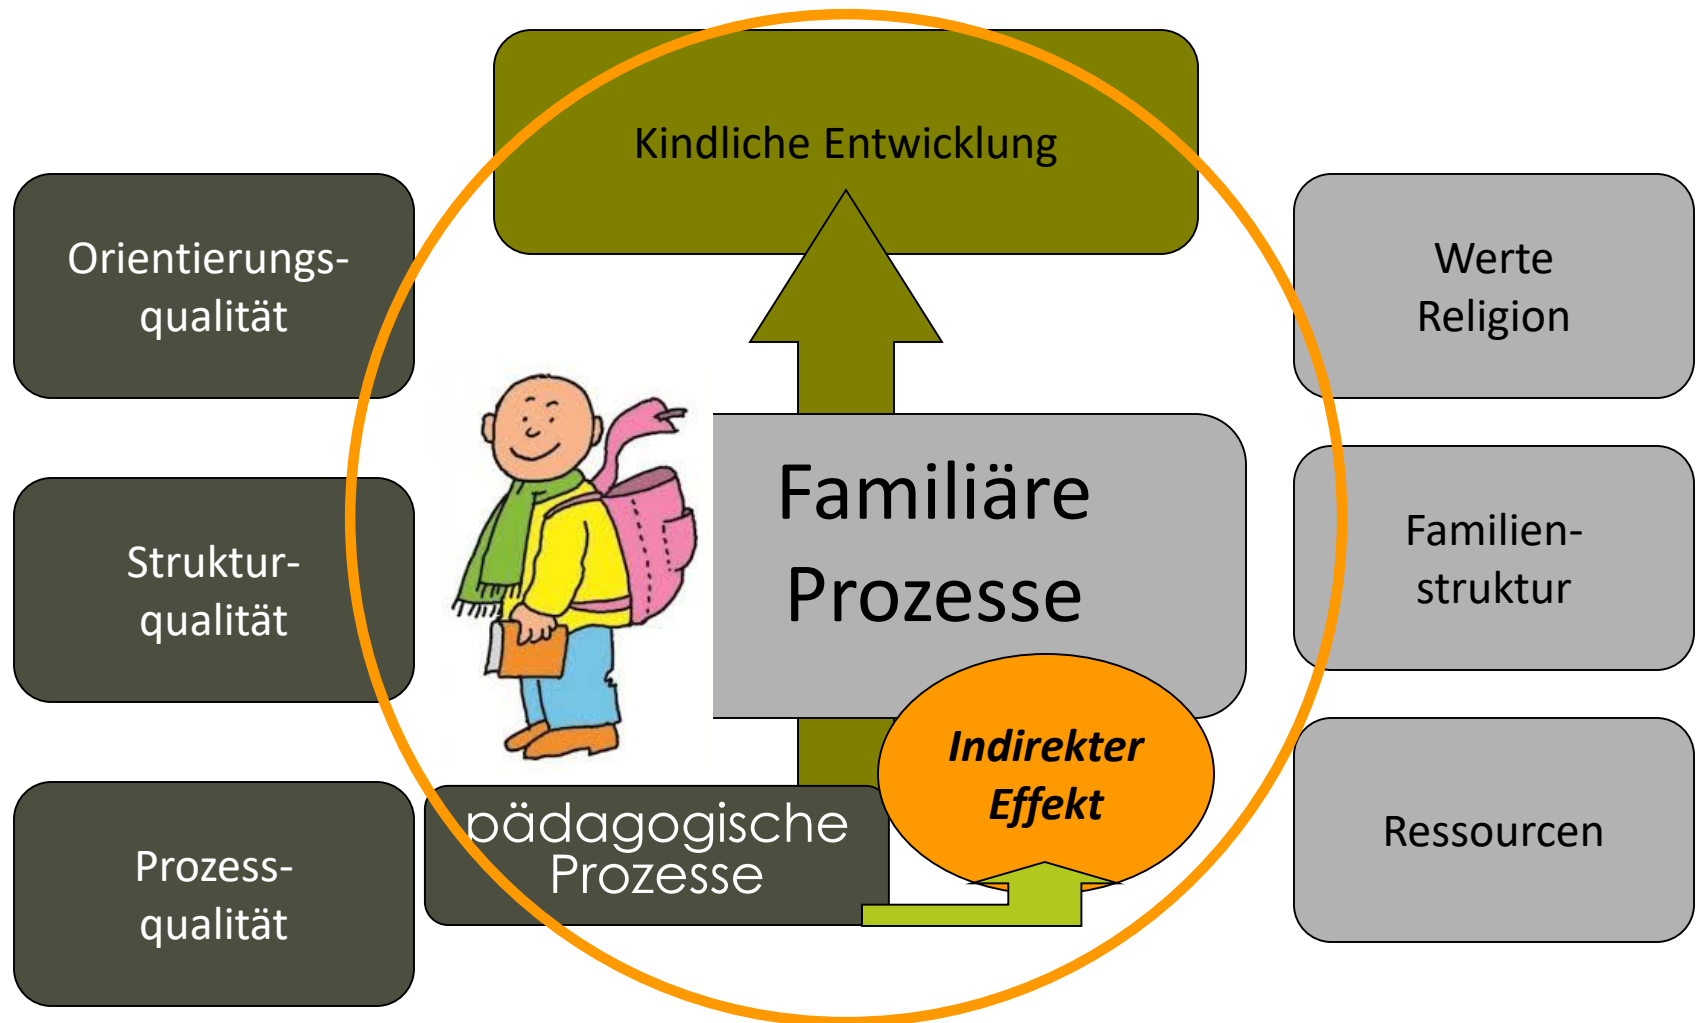 Kindliche Entwicklung
Orientierungs-
qualität
Struktur-
qualität
Prozess-
qualität
Familiäre
Prozesse
Indirekter
Effekt
pädagogische
Prozesse
Werte
Religion
Familien-
struktur
Ressourcen